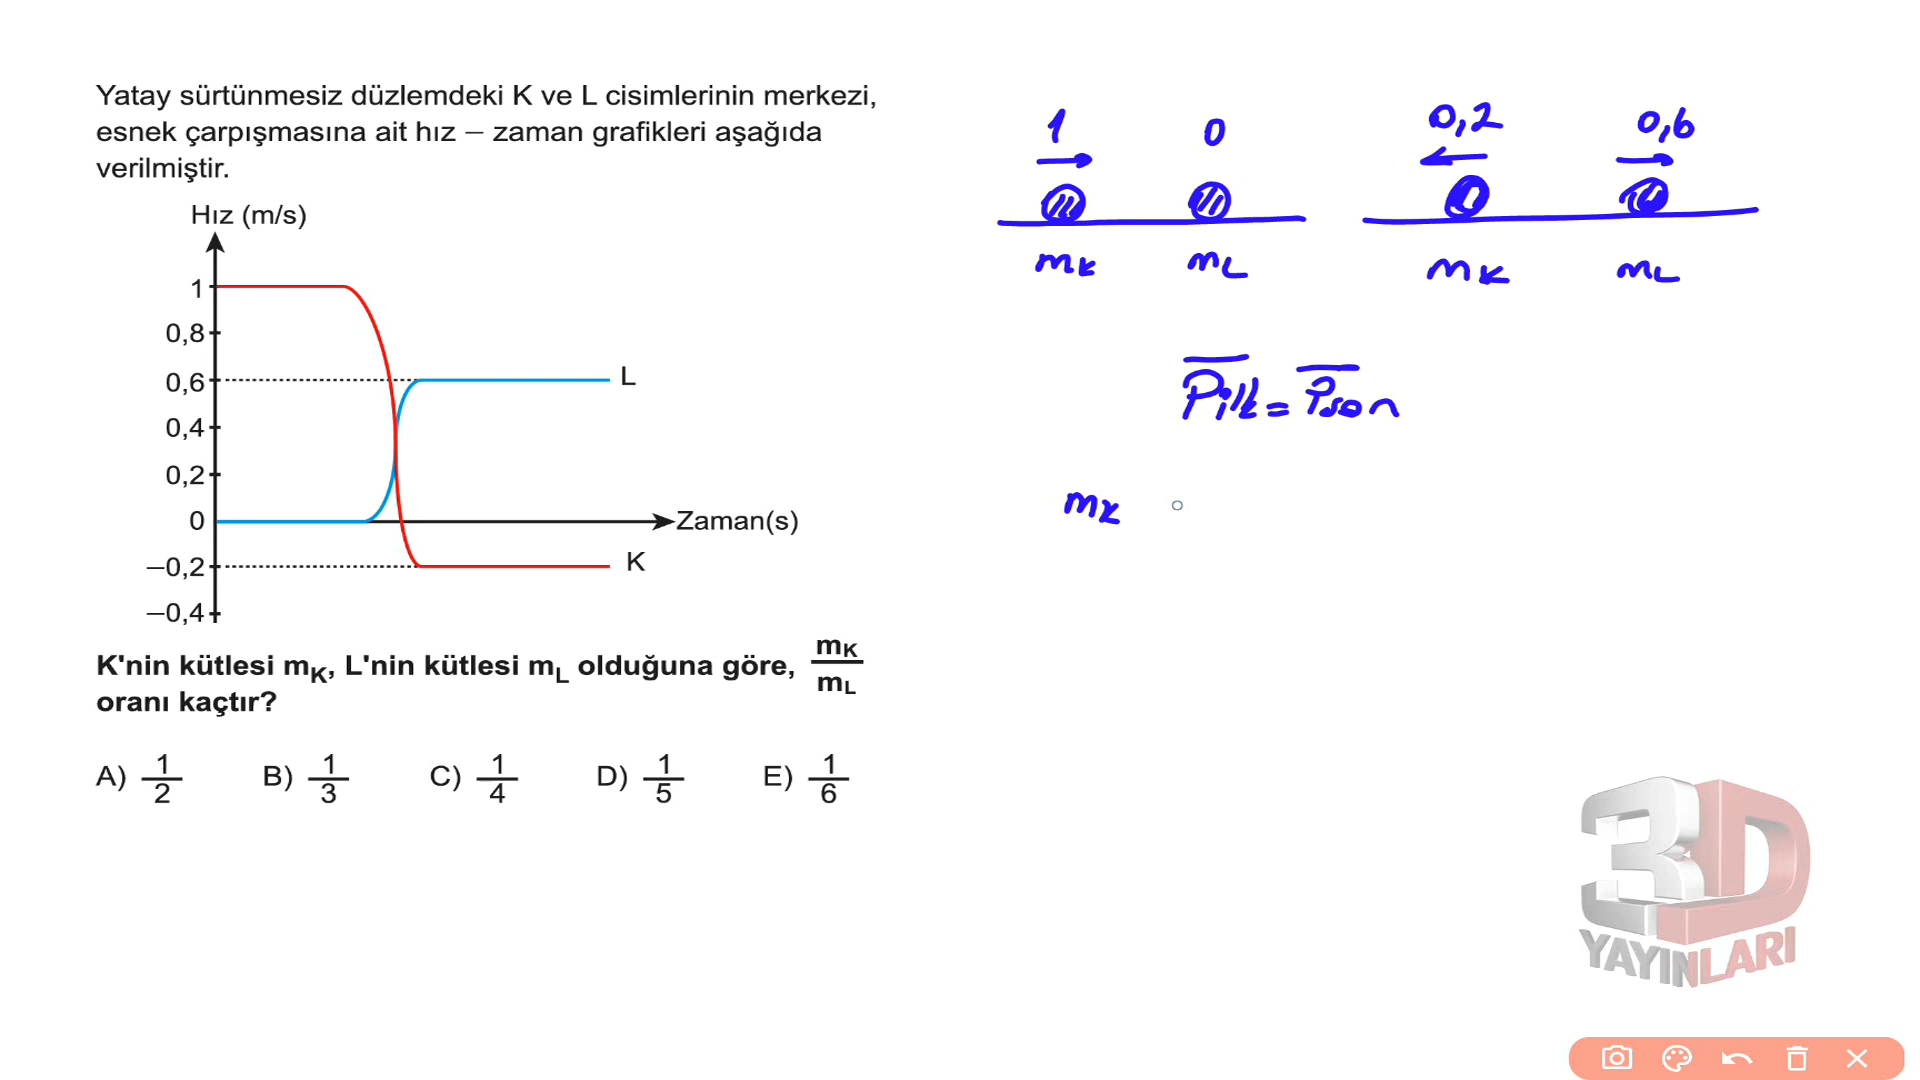 Yatay sürtünmesiz düzlemdeki K ve L cisimlerinin merkezi,
esnek çarpışmasına ait hız – zaman grafikleri aşağıda
verilmiştir.
Hız (m/s)
1
0,8
0,6
0,4
0,2
0
–0,2
–0,4
L
Zaman(s)
K
K'nin kütlesi mK, L'nin kütlesi mL olduğuna göre, mK/mL
oranı kaçtır?
A) 1/2 B) 1/3 C) 1/4 D) 1/5 E) 1/6
1 0 0,2 0,6
mK mL mK mL
Pilk = Pson
mK
3D
YAYINLARI